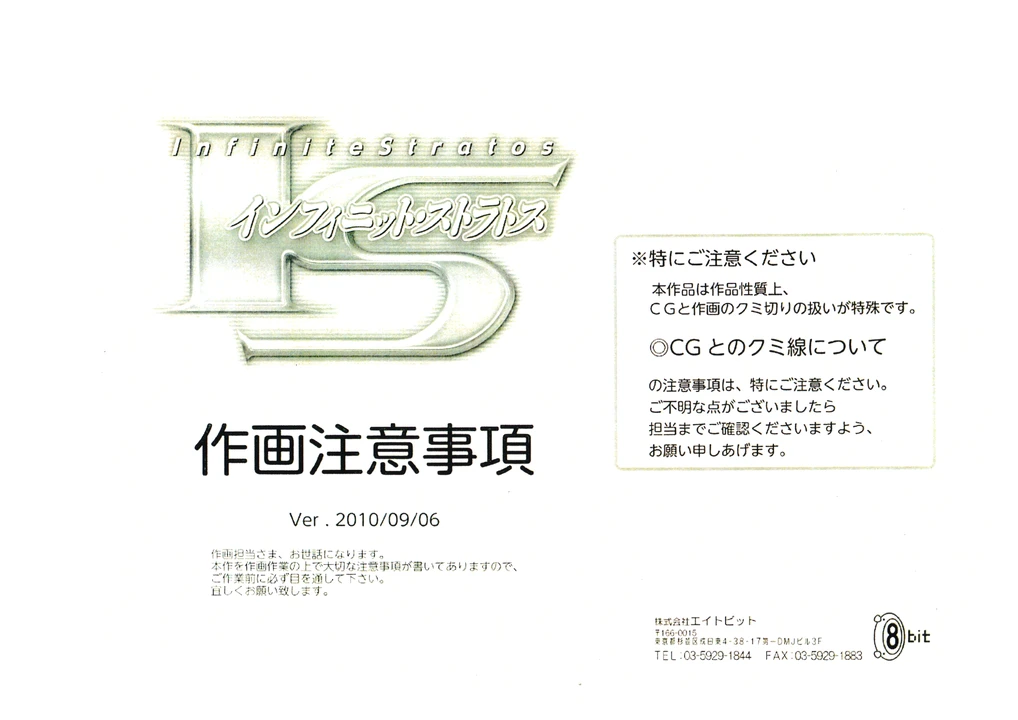 InfiniteStratos
インフィニット・ストラトス
IS
作画注意事項
Ver . 2010/09/06
作画担当さま、お世話になります。
本作を作画作業の上で大切な注意事項が書いてありますので、
ご作業前に必ず目を通して下さい。
宜しくお願い致します。
※特にご注意ください
本作品は作品性質上、
CGと作画のクミ切りの扱いが特殊です。
◎CG とのクミ線について
の注意事項は、特にご注意ください。
ご不明な点がございましたら
担当までご確認くださいますよう、
お願い申しあげます。
株式会社エイトビット
〒166-0015
東京都杉並区成田東4-38-17第一DMJビル3F
TEL:03-5929-1844 FAX:03-5929-1883
8bit